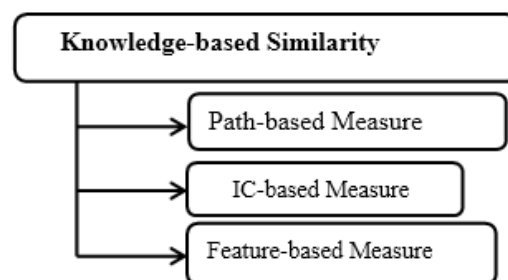 Knowledge-based Similarity
Path-based Measure
IC-based Measure
Feature-based Measure